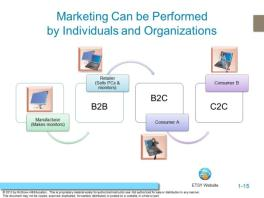 Marketing Can be Performed
by Individuals and Organizations
Manufacturer
(Makes monitors)
B2B
Retailer
(Sells PCs &
monitors)
B2C
Consumer A
C2C
Consumer B
ETSY Website
1-15